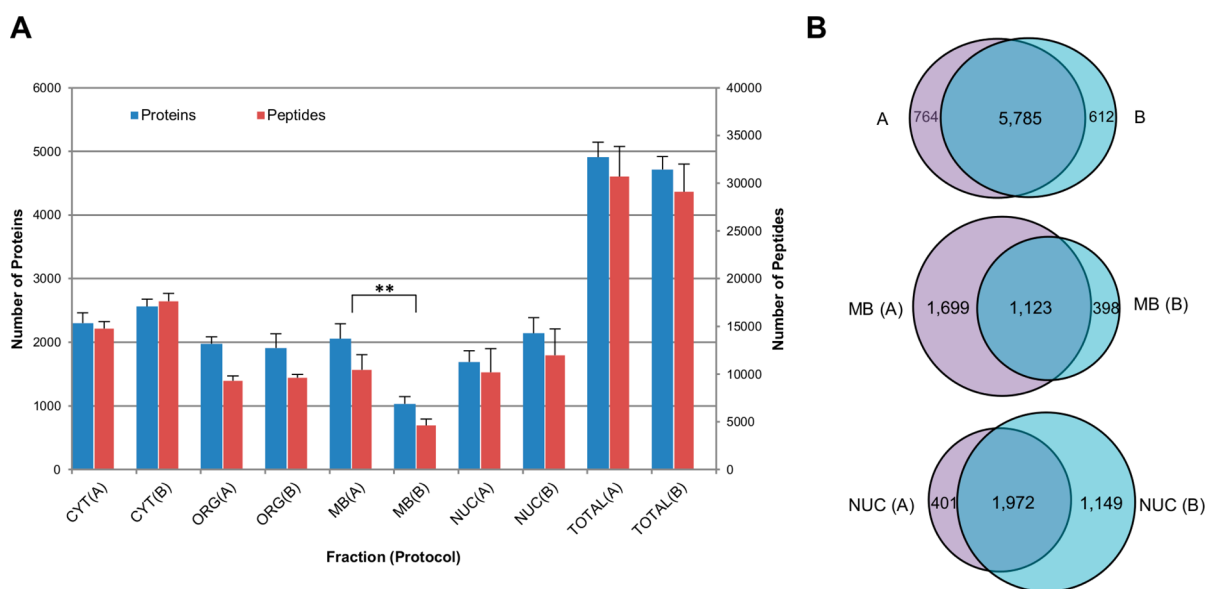 A
Number of Proteins
6000
5000
4000
3000
2000
1000
0
Proteins
Peptides
**
40000
35000
30000
25000
20000
15000
10000
5000
0
Number of Peptides
CYT(A)
CYT(B)
ORG(A)
ORG(B)
MB(A)
MB(B)
NUC(A)
NUC(B)
TOTAL(A)
TOTAL(B)
Fraction (Protocol)
B
A 764 5,785 612 B
MB (A) 1,699 1,123 398 MB (B)
NUC (A) 401 1,972 1,149 NUC (B)